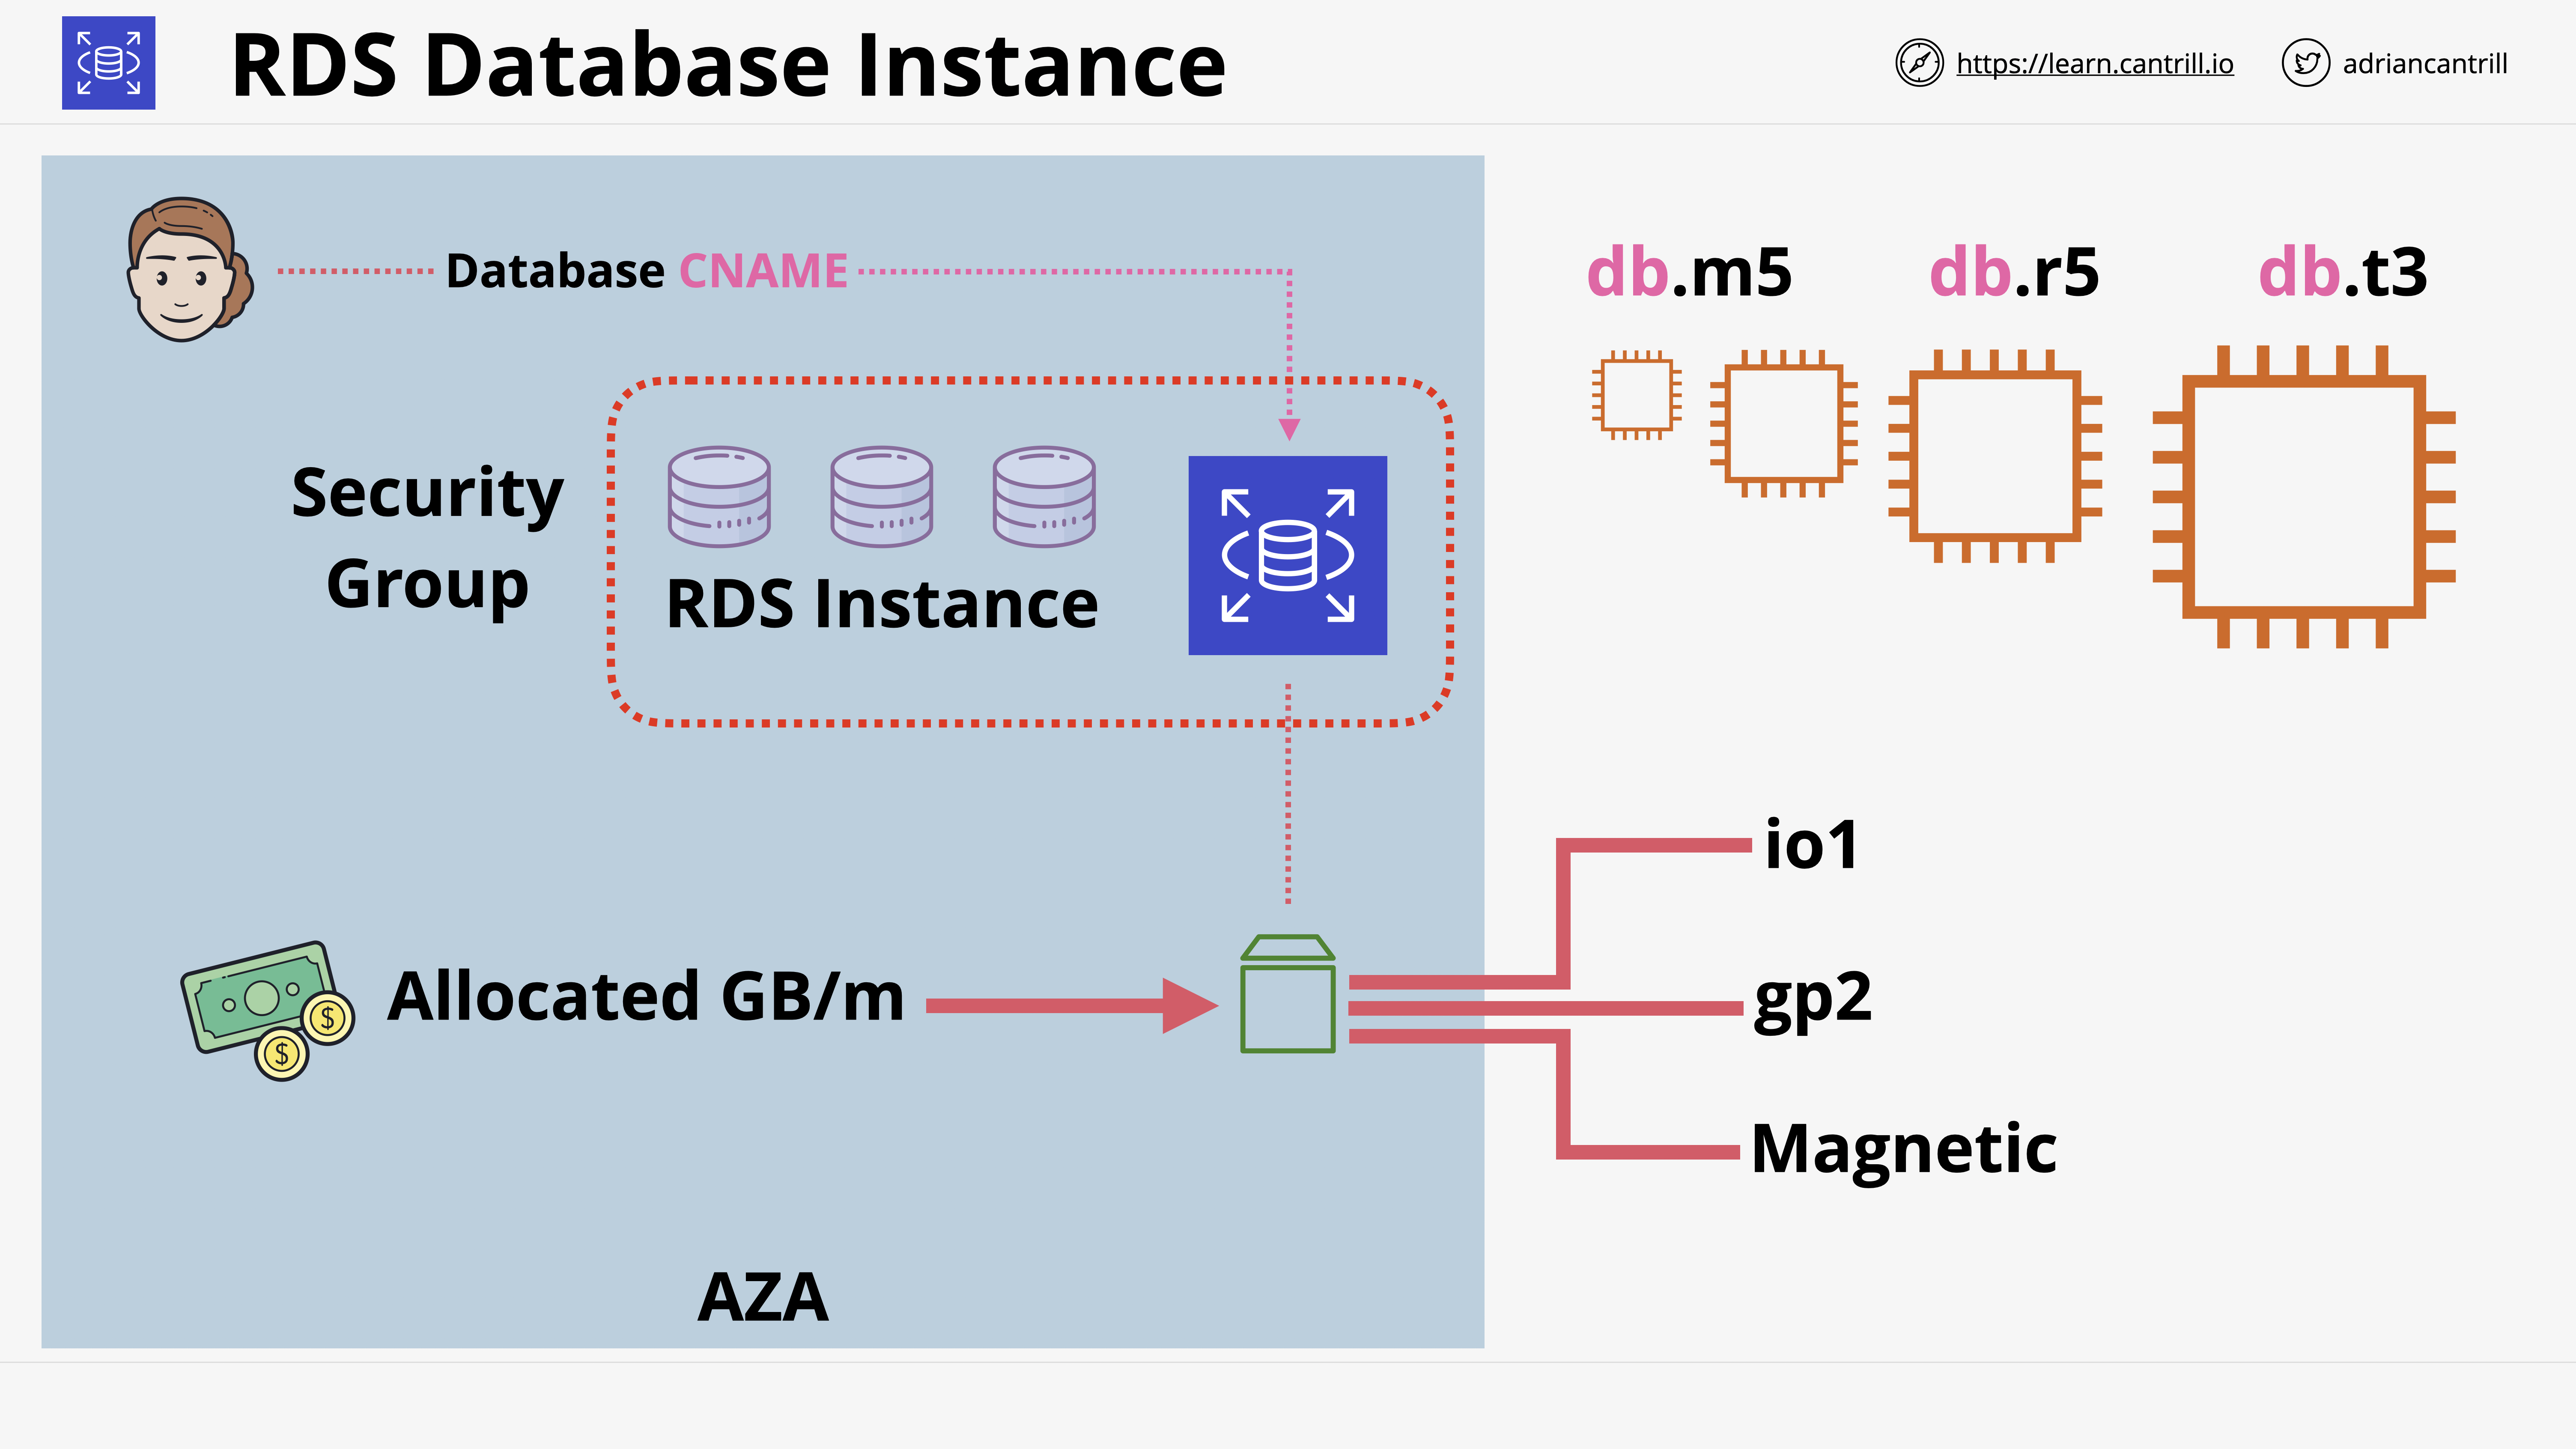 RDS Database Instance
https://learn.cantrill.io
adriancantrill
Database CNAME
db.m5
db.r5
db.t3
Security
Group
RDS Instance
io1
Allocated GB/m
gp2
Magnetic
AZA
$
$